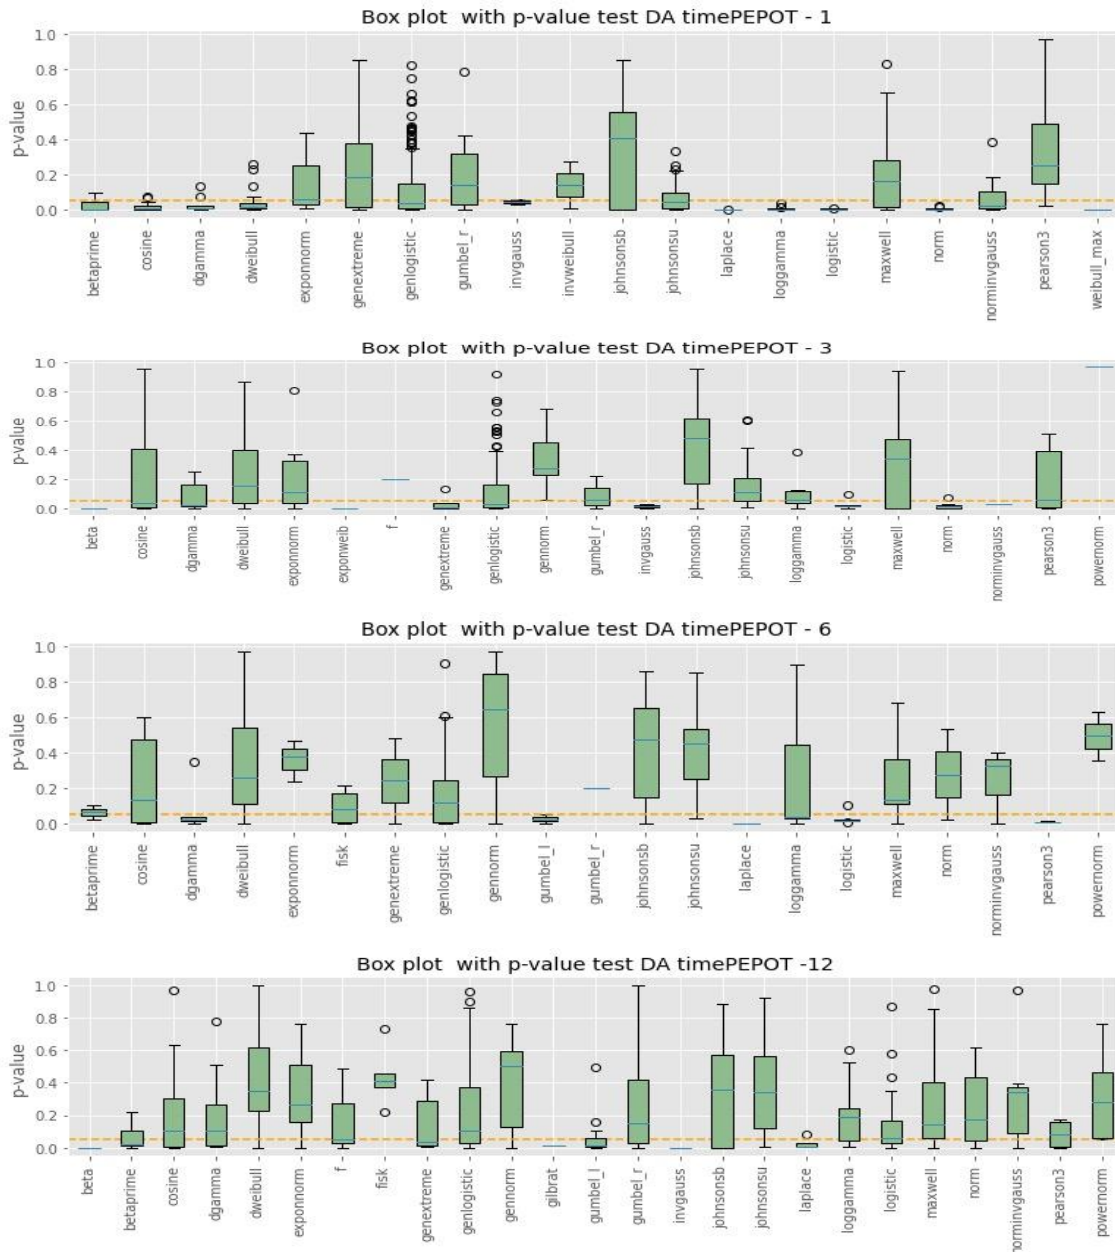 Box plot  with p-value test DA timePEPOT - 1
p-value
1.0
0.8
0.6
0.4
0.2
0.0
betaprime
cosine
dgamma
dweibull
exponnorm
genextreme
genlogistic
gumbel_r
invgauss
invweibull
johnsonsb
johnsonsu
laplace
loggamma
logistic
maxwell
norm
norminvgauss
pearson3
weibull_max
Box plot  with p-value test DA timePEPOT - 3
p-value
1.0
0.8
0.6
0.4
0.2
0.0
beta
cosine
dgamma
dweibull
exponnorm
exponweib
f
genextreme
genlogistic
gennorm
gumbel_r
invgauss
johnsonsb
johnsonsu
loggamma
logistic
maxwell
norm
norminvgauss
pearson3
powernorm
Box plot  with p-value test DA timePEPOT - 6
p-value
1.0
0.8
0.6
0.4
0.2
0.0
betaprime
cosine
dgamma
dweibull
exponnorm
fisk
genextreme
genlogistic
gennorm
gumbel_l
gumbel_r
johnsonsb
johnsonsu
laplace
loggamma
logistic
maxwell
norm
norminvgauss
pearson3
powernorm
Box plot  with p-value test DA timePEPOT -12
p-value
1.0
0.8
0.6
0.4
0.2
0.0
beta
betaprime
cosine
dgamma
dweibull
exponnorm
f
fisk
genextreme
genlogistic
gennorm
gilbrat
gumbel_l
gumbel_r
invgauss
johnsonsb
johnsonsu
laplace
loggamma
logistic
maxwell
norm
norminvgauss
pearson3
powernorm